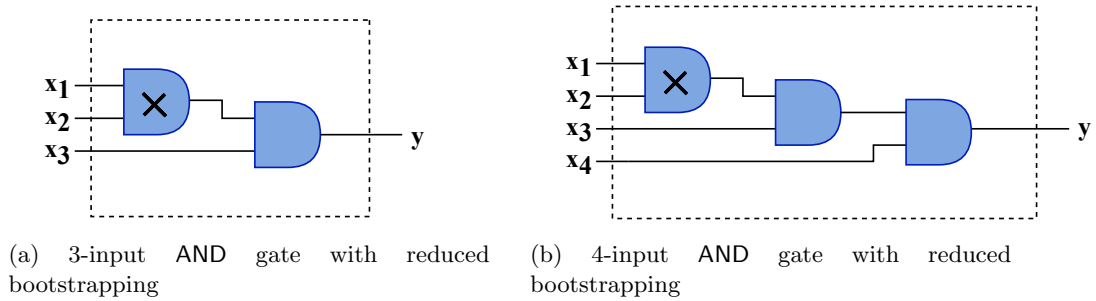 x1
x2
x3
y
(a) 3-input AND gate with reduced
bootstrapping
x1
x2
x3
x4
y
(b) 4-input AND gate with reduced
bootstrapping